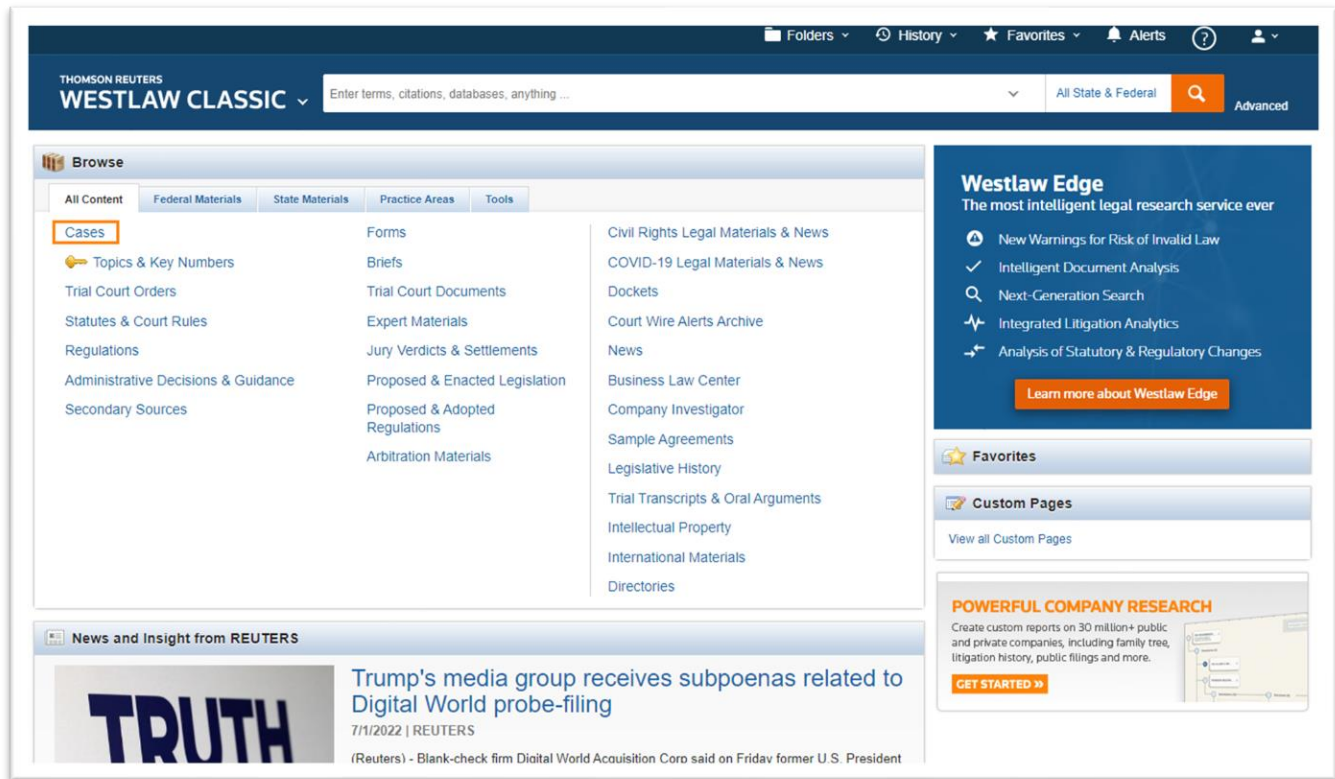 Folders History Favorites Alerts ?
THOMSON REUTERS
WESTLAW CLASSIC
Enter terms, citations, databases, anything ...
All State & Federal
Advanced
Browse
All Content Federal Materials State Materials Practice Areas Tools
Cases
Topics & Key Numbers
Trial Court Orders
Statutes & Court Rules
Regulations
Administrative Decisions & Guidance
Secondary Sources
Forms
Briefs
Trial Court Documents
Expert Materials
Jury Verdicts & Settlements
Proposed & Enacted Legislation
Proposed & Adopted
Regulations
Arbitration Materials
Civil Rights Legal Materials & News
COVID-19 Legal Materials & News
Dockets
Court Wire Alerts Archive
News
Business Law Center
Company Investigator
Sample Agreements
Legislative History
Trial Transcripts & Oral Arguments
Intellectual Property
International Materials
Directories
Westlaw Edge
The most intelligent legal research service ever
New Warnings for Risk of Invalid Law
Intelligent Document Analysis
Next-Generation Search
Integrated Litigation Analytics
Analysis of Statutory & Regulatory Changes
Learn more about Westlaw Edge
Favorites
Custom Pages
View all Custom Pages
POWERFUL COMPANY RESEARCH
Create custom reports on 30 million+ public
and private companies, including family tree,
litigation history, public filings and more.
GET STARTED »
News and Insight from REUTERS
TRUTH
Trump's media group receives subpoenas related to
Digital World probe-filing
7/1/2022 | REUTERS
(Reuters) - Blank-check firm Digital World Acquisition Corp said on Friday former U.S. President